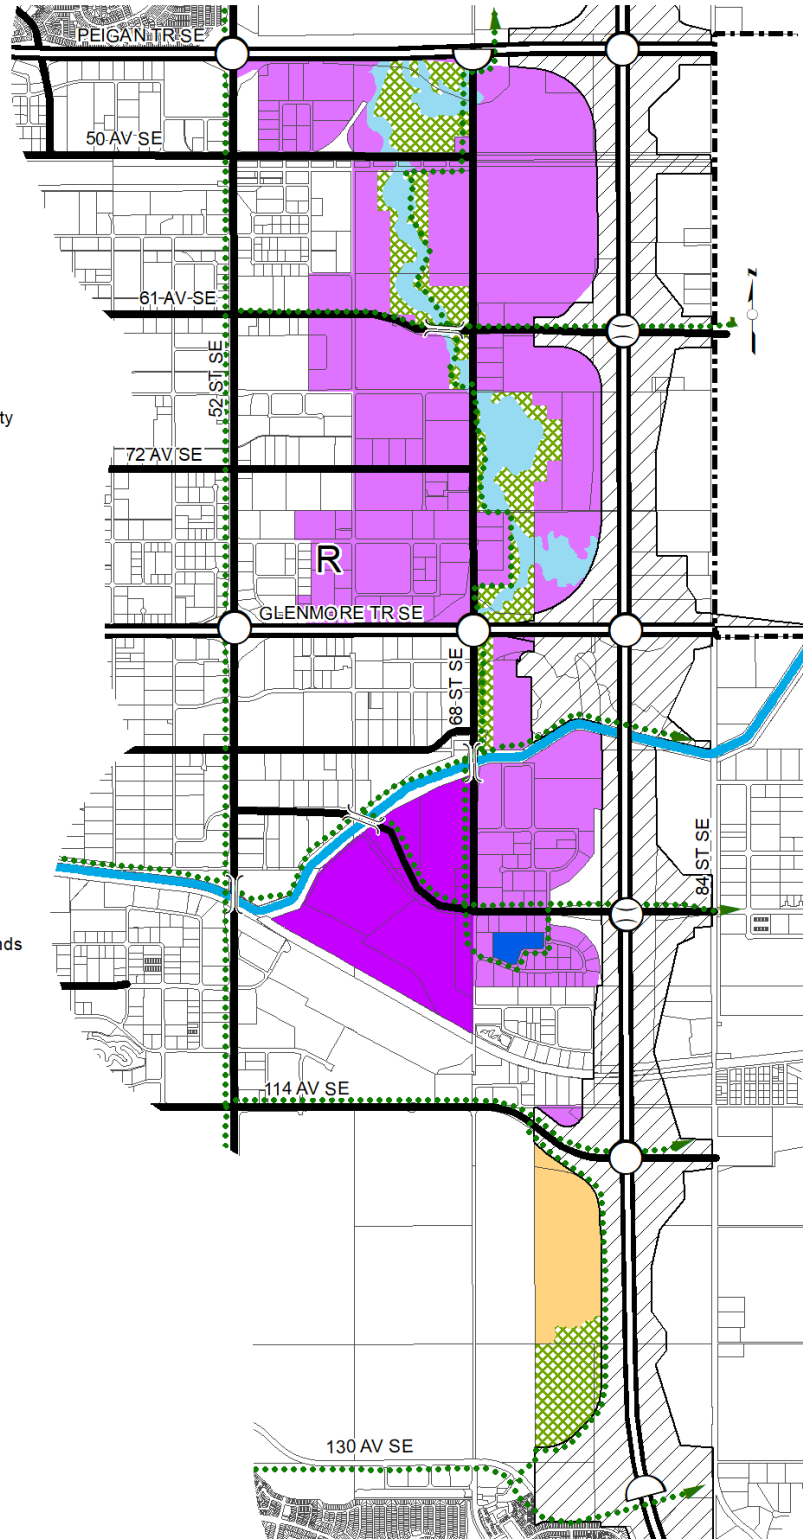 PEIGAN TR SE
50 AV SE
61 AV SE
52 ST SE
ty
72 AV SE
R
GLENMORE TR SE
68 ST SE
84 ST SE
nds
114 AV SE
130 AV SE